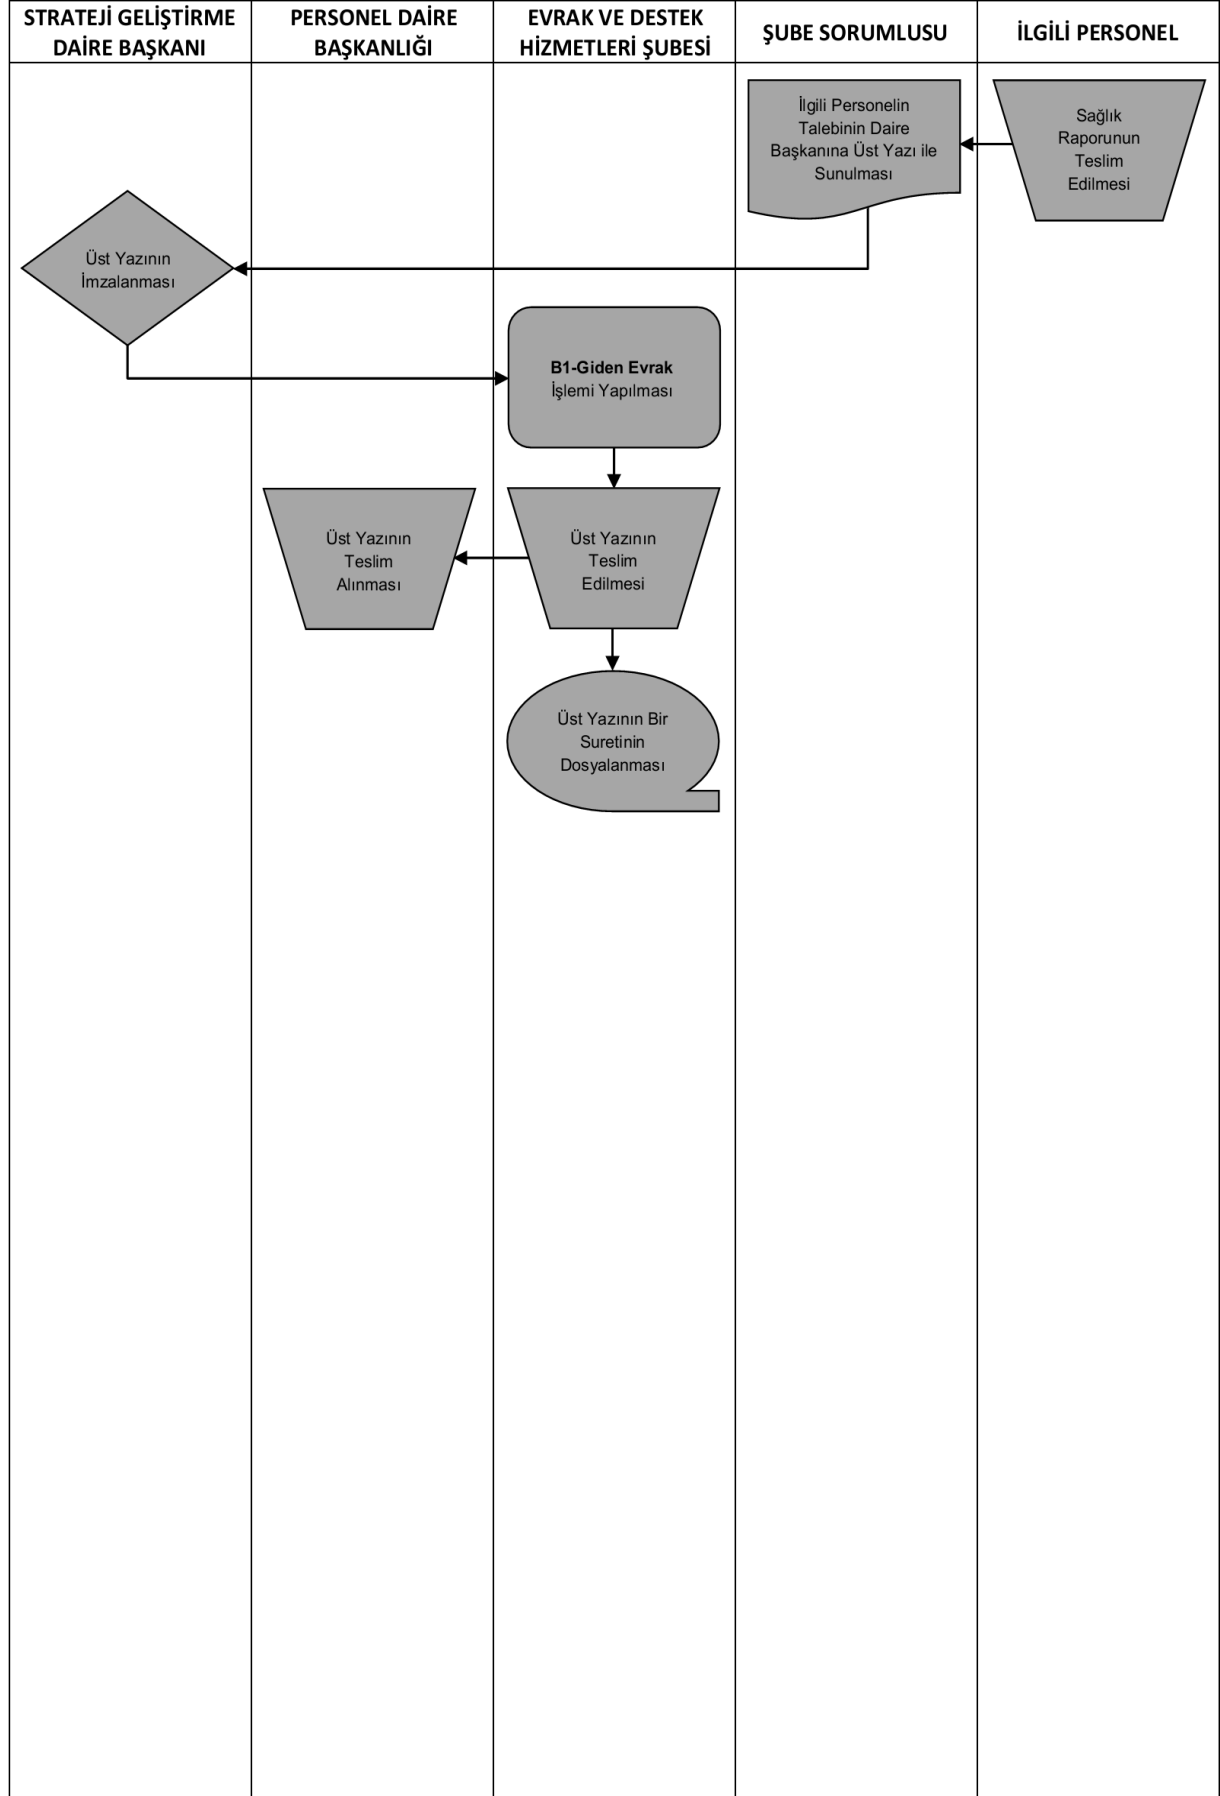 STRATEJİ GELİŞTİRME
DAİRE BAŞKANI
PERSONEL DAİRE
BAŞKANLIĞI
EVRAK VE DESTEK
HİZMETLERİ ŞUBESİ
ŞUBE SORUMLUSU
İLGİLİ PERSONEL
İlgili Personelin
Talebinin Daire
Başkanına Üst Yazı ile
Sunulması
Sağlık
Raporunun
Teslim
Edilmesi
Üst Yazının
İmzalanması
B1-Giden Evrak
İşlemi Yapılması
Üst Yazının
Teslim
Alınması
Üst Yazının
Teslim
Edilmesi
Üst Yazının Bir
Suretinin
Dosyalanması